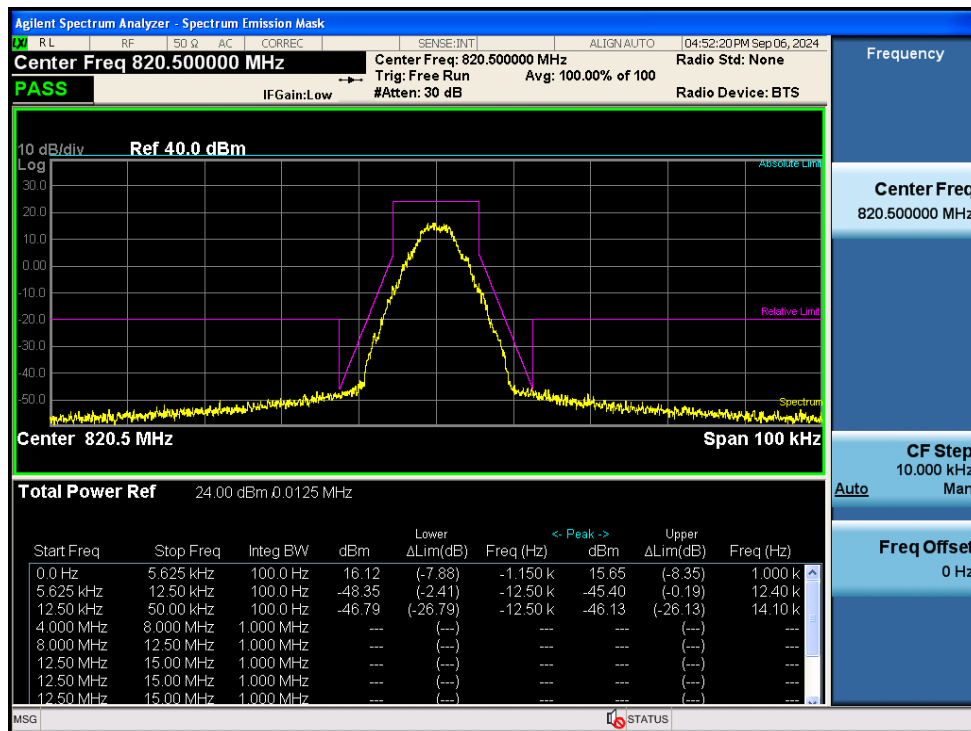 Agilent Spectrum Analyzer - Spectrum Emission Mask
LXI RL RF 50 Ω AC CORREC SENSE:INT ALIGN AUTO 04:52:20 PM Sep 06, 2024
Center Freq 820.500000 MHz
Center Freq: 820.500000 MHz
Radio Std: None
Trig: Free Run Avg: 100.00% of 100
PASS
IFGain:Low
#Atten: 30 dB
Radio Device: BTS
10 dB/div Ref 40.0 dBm
Log
Absolute Limit
30.0
20.0
10.0
0.00
-10.0
-20.0
Relative Limit
-30.0
-40.0
-50.0
Spectrum
Center 820.5 MHz Span 100 kHz
Total Power Ref 24.00 dBm / 0.0125 MHz
Lower <- Peak -> Upper
Start Freq Stop Freq Integ BW dBm ΔLim(dB) Freq (Hz) dBm ΔLim(dB) Freq (Hz)
0.0 Hz 5.625 kHz 100.0 Hz 16.12 (-7.88) -1.150 k 15.65 (-8.35) 1.000 k
5.625 kHz 12.50 kHz 100.0 Hz -48.35 (-2.41) -12.50 k -45.40 (-0.19) 12.40 k
12.50 kHz 50.00 kHz 100.0 Hz -46.79 (-26.79) -12.50 k -46.13 (-26.13) 14.10 k
4.000 MHz 8.000 MHz 1.000 MHz --- (---) --- --- (---) ---
8.000 MHz 12.50 MHz 1.000 MHz --- (---) --- --- (---) ---
12.50 MHz 15.00 MHz 1.000 MHz --- (---) --- --- (---) ---
12.50 MHz 15.00 MHz 1.000 MHz --- (---) --- --- (---) ---
12.50 MHz 15.00 MHz 1.000 MHz --- (---) --- --- (---) ---
MSG STATUS
Frequency
Center Freq
820.500000 MHz
CF Step
10.000 kHz
Auto Man
Freq Offset
0 Hz